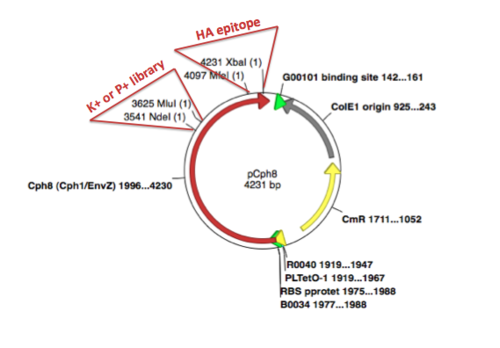 HA epitope
K+ or P+ library
4231 XbaI (1)
4097 MfeI (1)
G00101 binding site 142...161
3625 MluI (1)
3541 NdeI (1)
ColE1 origin 925...243
pCph8
4231 bp
Cph8 (Cph1/EnvZ) 1996...4230
CmR 1711...1052
R0040 1919...1947
PLTetO-1 1919...1967
RBS pprotet 1975...1988
B0034 1977...1988